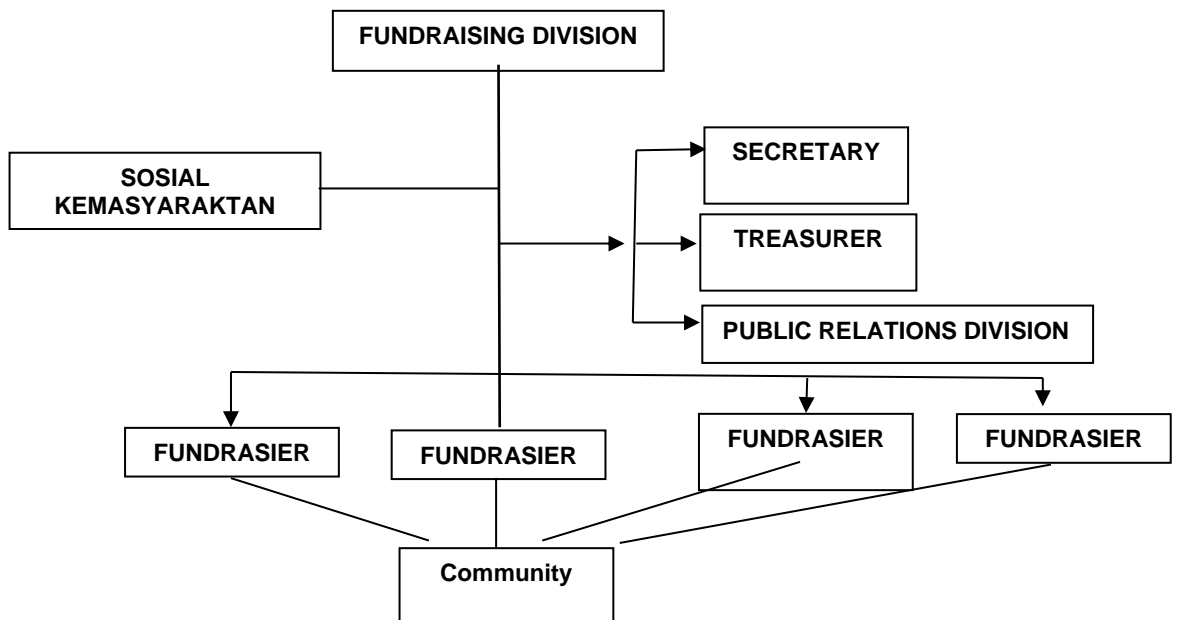 FUNDRAISING DIVISION
SOSIAL
KEMASYARAKTAN
SECRETARY
TREASURER
PUBLIC RELATIONS DIVISION
FUNDRASIER
FUNDRASIER
FUNDRASIER
FUNDRASIER
Community